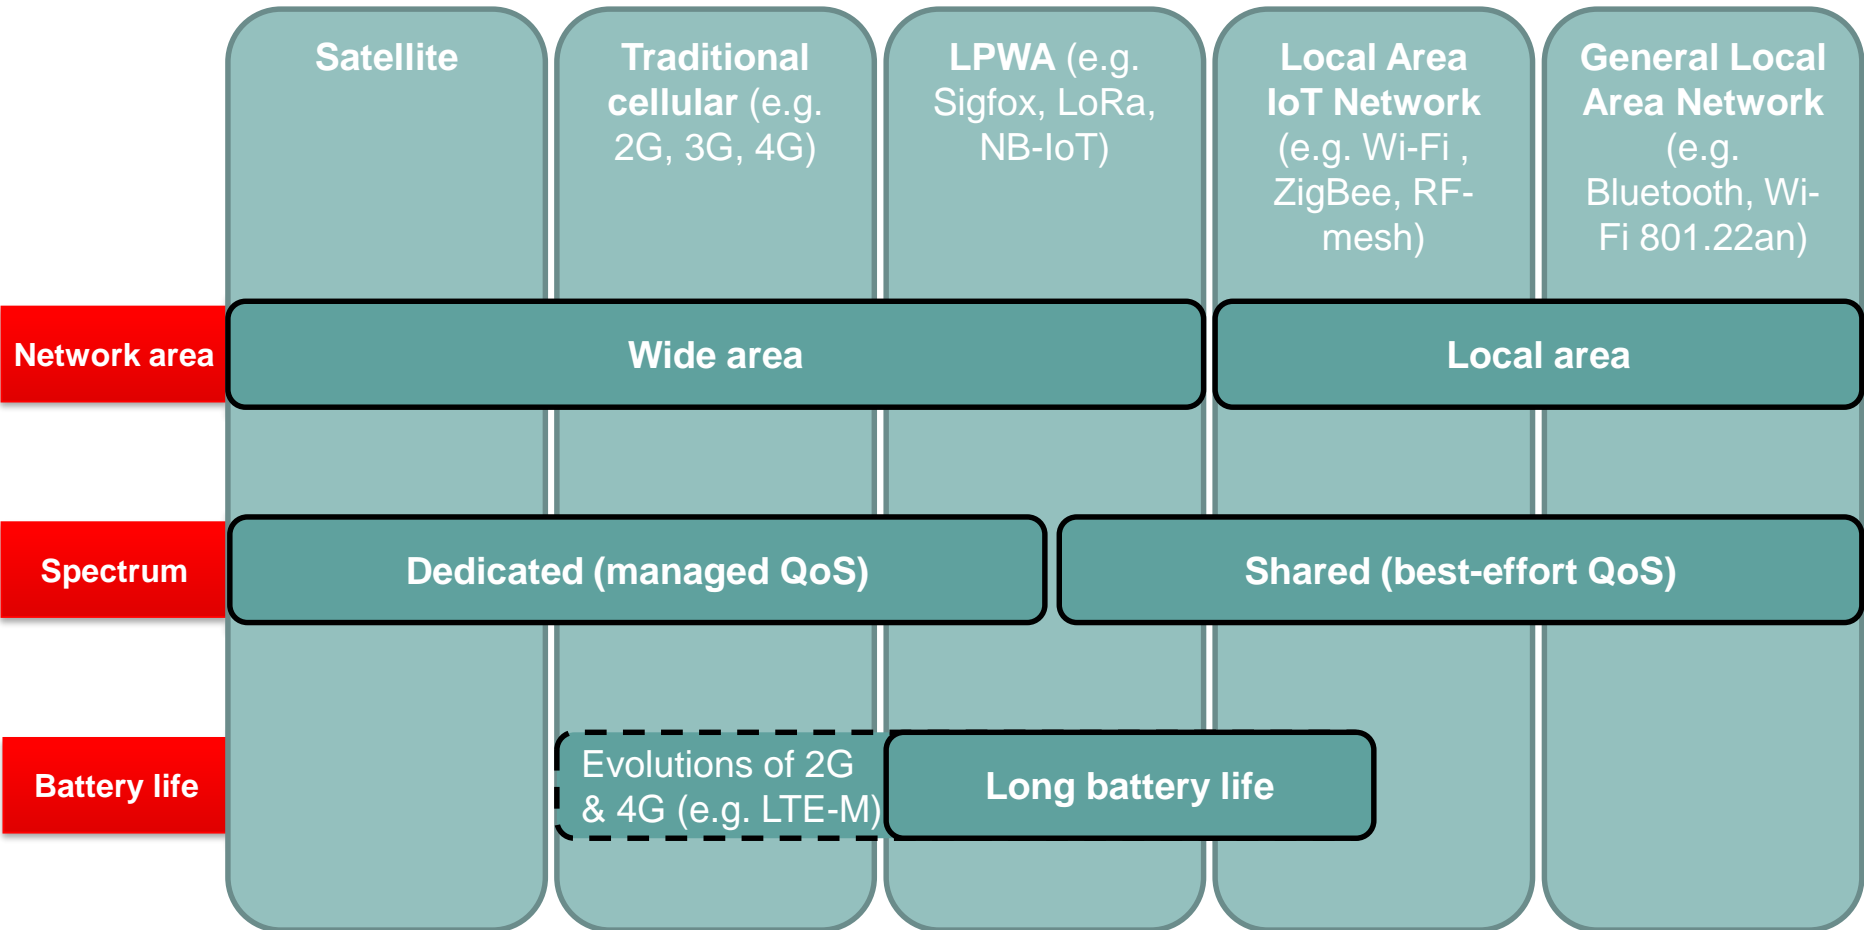 Satellite
Traditional
cellular (e.g.
2G, 3G, 4G)
LPWA (e.g.
Sigfox, LoRa,
NB-IoT)
Local Area
IoT Network
(e.g. Wi-Fi ,
ZigBee, RF-
mesh)
General Local
Area Network
(e.g.
Bluetooth, Wi-
Fi 801.22an)
Network area
Wide area
Local area
Spectrum
Dedicated (managed QoS)
Shared (best-effort QoS)
Battery life
Evolutions of 2G
& 4G (e.g. LTE-M)
Long battery life